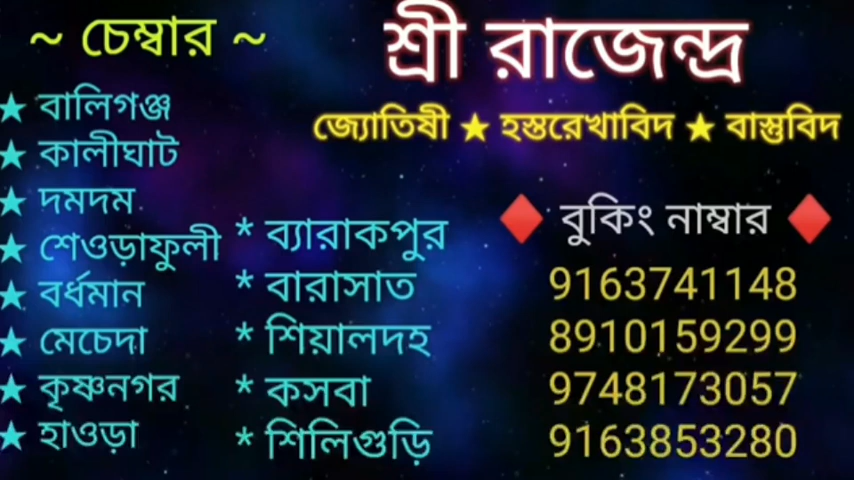 ~ চেম্বার ~
★ বালিগঞ্জ
★ কালীঘাট
★ দমদম
★ শেওড়াফুলী
★ বর্ধমান
★ মেচেদা
★ কৃষ্ণনগর
★ হাওড়া
* ব্যারাকপুর
* বারাসাত
* শিয়ালদহ
* কসবা
* শিলিগুড়ি
শ্রী রাজেন্দ্র
জ্যোতিষী ★ হস্তরেখাবিদ ★ বাস্তুবিদ
♦ বুকিং নাম্বার ♦
9163741148
8910159299
9748173057
9163853280